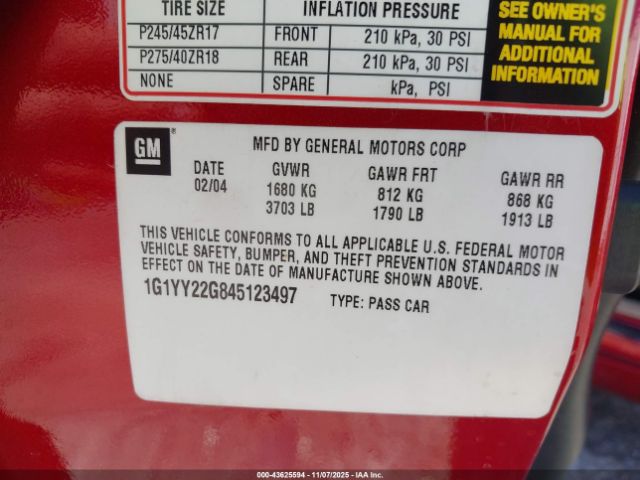 TIRE SIZE INFLATION PRESSURE
P245/45ZR17 FRONT 210 kPa, 30 PSI
P275/40ZR18 REAR 210 kPa, 30 PSI
NONE SPARE kPa, PSI
SEE OWNER'S
MANUAL FOR
ADDITIONAL
INFORMATION
GM ®
MFD BY GENERAL MOTORS CORP
DATE GVWR GAWR FRT GAWR RR
02/04 1680 KG 812 KG 868 KG
3703 LB 1790 LB 1913 LB
THIS VEHICLE CONFORMS TO ALL APPLICABLE U.S. FEDERAL MOTOR
VEHICLE SAFETY, BUMPER, AND THEFT PREVENTION STANDARDS IN
EFFECT ON THE DATE OF MANUFACTURE SHOWN ABOVE.
1G1YY22G845123497 TYPE: PASS CAR
000-43625594 - 11/07/2025 - IAA, Inc.